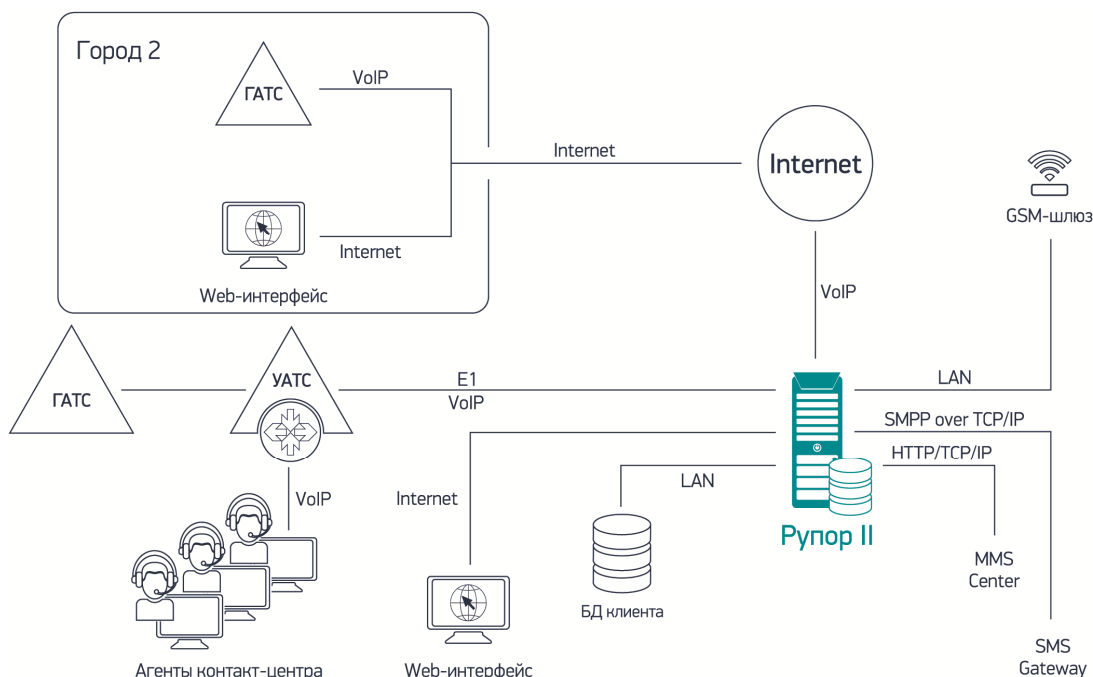 Город 2
ГАТС
VoIP
Internet
Internet
Internet
Web-интерфейс
GSM-шлюз
VoIP
ГАТС
УАТС
E1
VoIP
LAN
SMPP over TCP/IP
HTTP/TCP/IP
LAN
VoIP
Internet
Рупор II
БД клиента
MMS
Center
SMS
Gateway
Агенты контакт-центра
Web-интерфейс